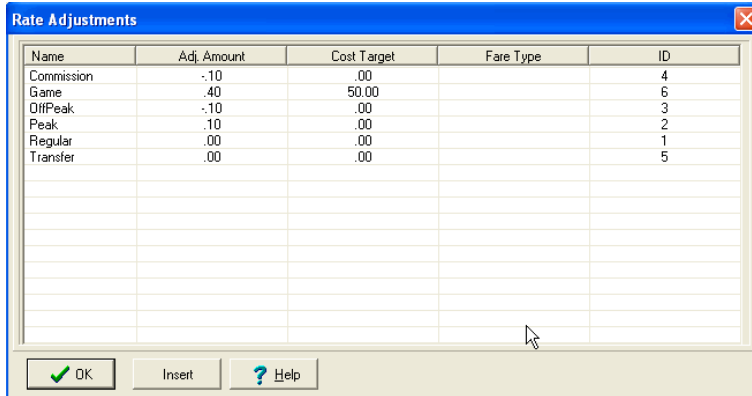 Rate Adjustments
Name Adj. Amount Cost Target Fare Type ID
Commission -.10 .00 4
Game .40 50.00 6
OffPeak -.10 .00 3
Peak .10 .00 2
Regular .00 .00 1
Transfer .00 .00 5
OK Insert ? Help